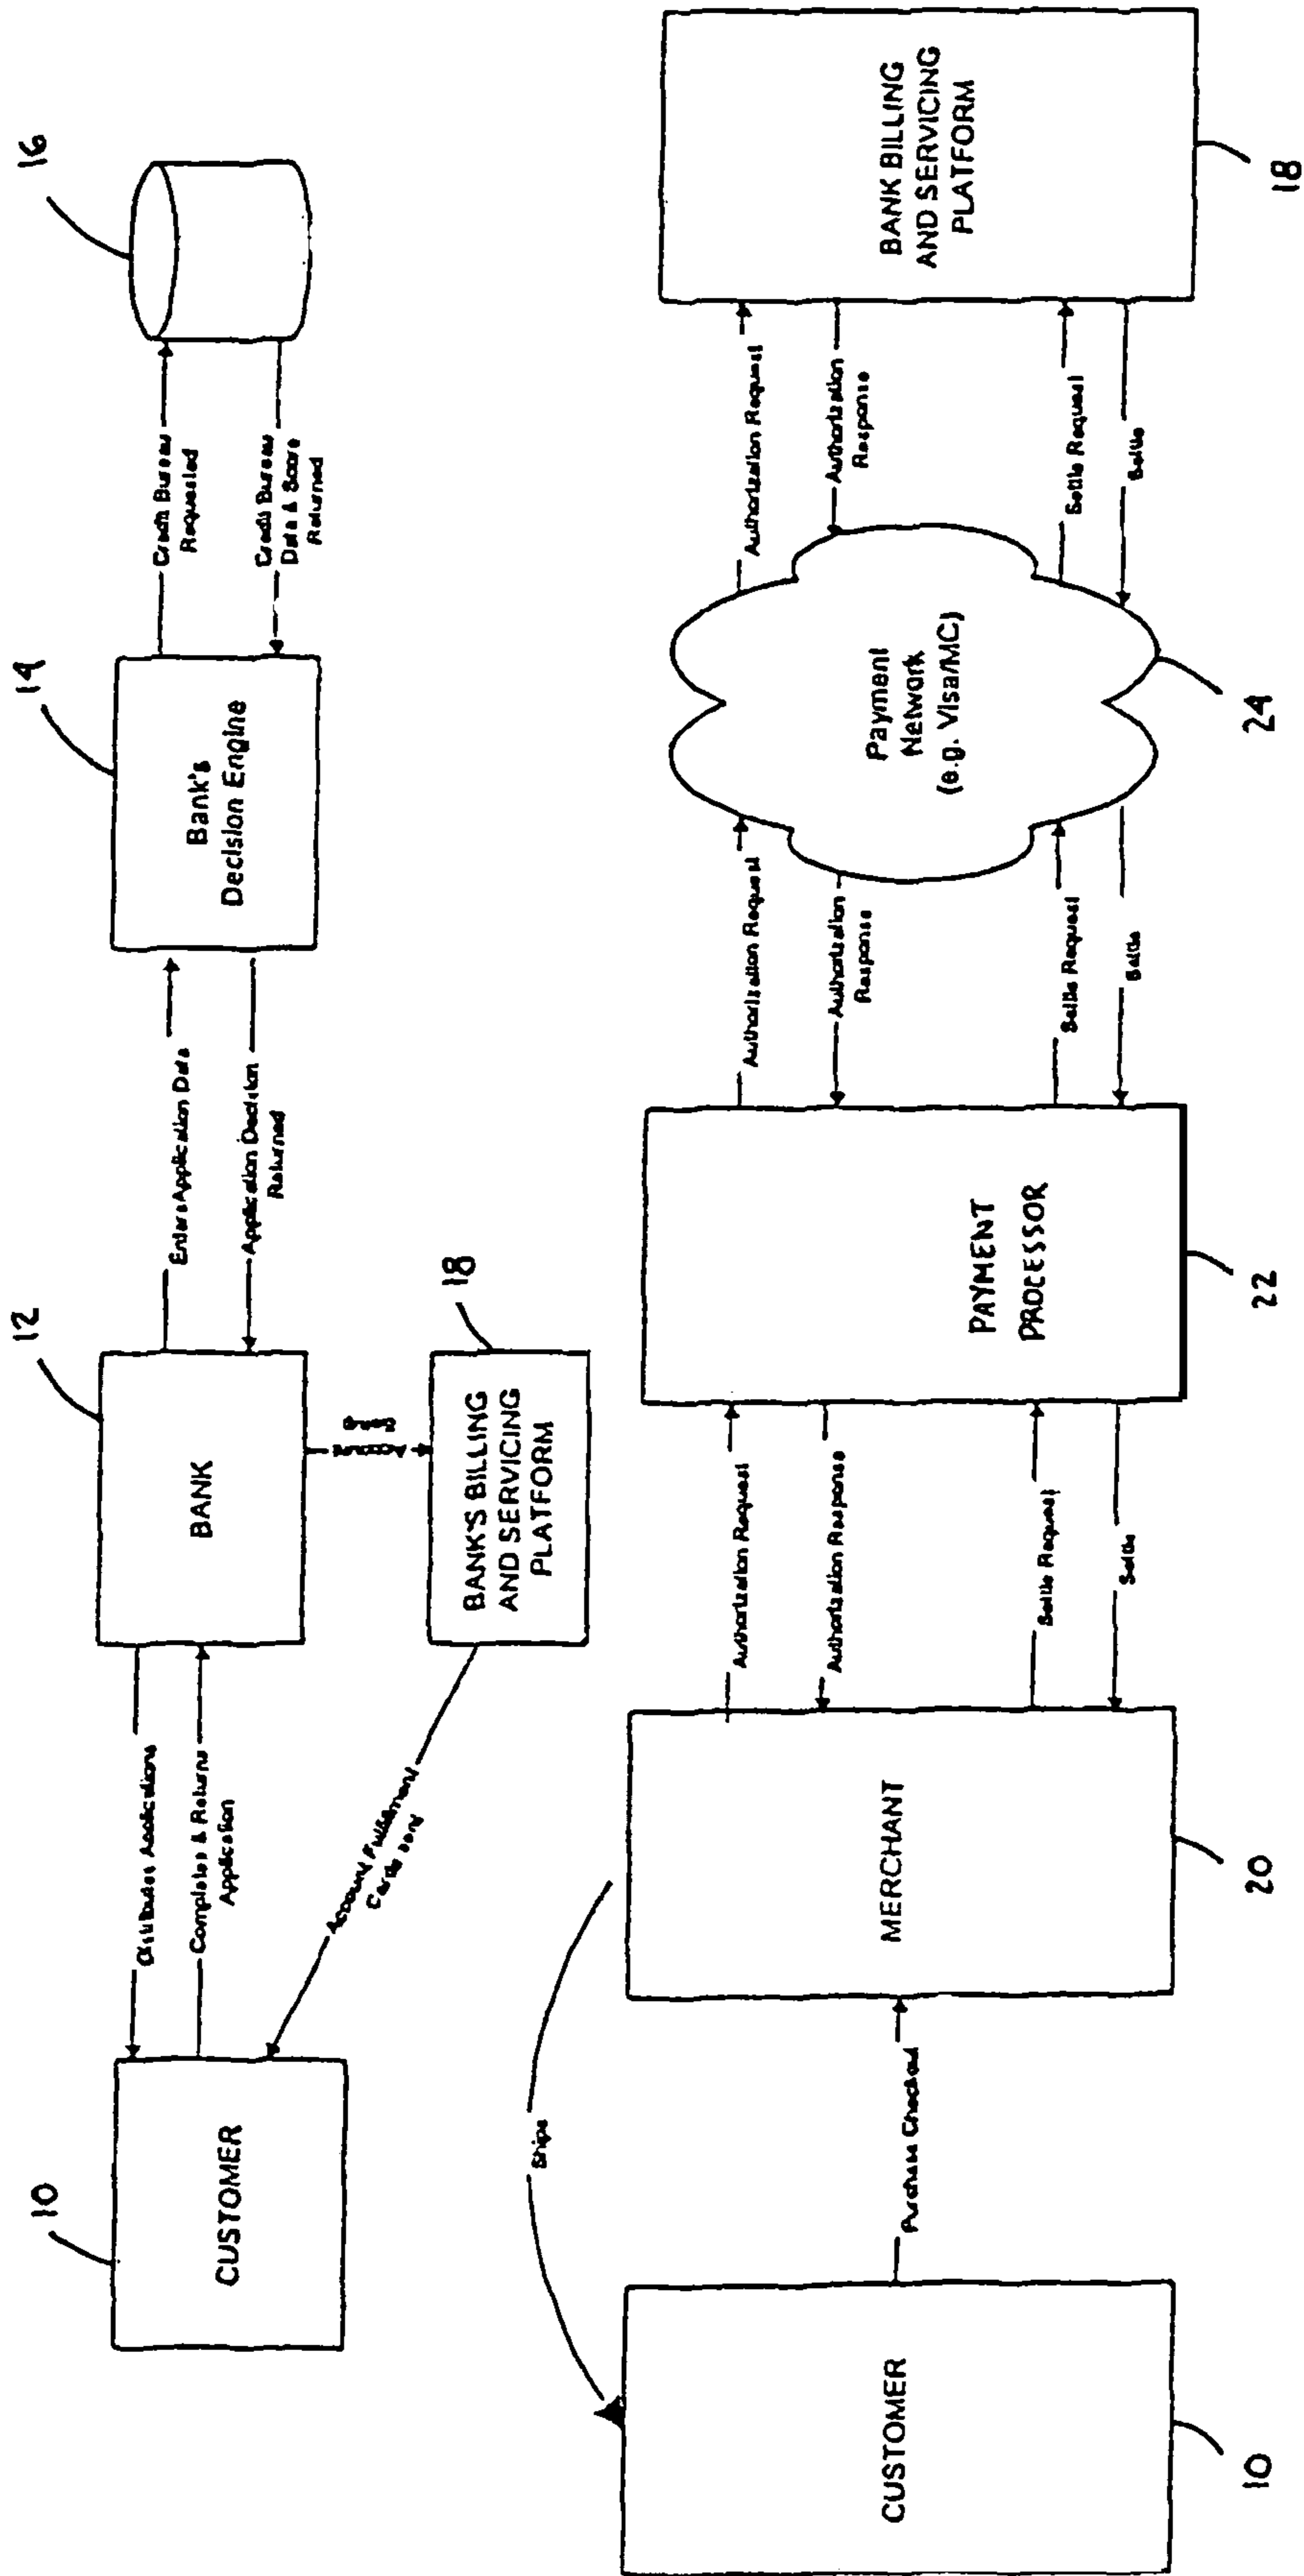 10
CUSTOMER
Distributes Applications
Completes & Returns
Application
Account Fulfillment
Cards sent
12
BANK
18
BANK'S BILLING
AND SERVICING
PLATFORM
Enters Application Data
Application Decision
Returned
14
Bank's
Decision Engine
Credit Bureau
Requested
Credit Bureau
Data & Score
Returned
16
CUSTOMER
10
Ships
Purchase Checkout
MERCHANT
20
Authorization Request
Authorization Response
Settle Request
Settle
PAYMENT
PROCESSOR
22
Authorization Request
Authorization
Response
Settle Request
Settle
Payment
Network
(e.g. Visa/MC)
24
Authorization Request
Authorization
Response
Settle Request
Settle
BANK BILLING
AND SERVICING
PLATFORM
18